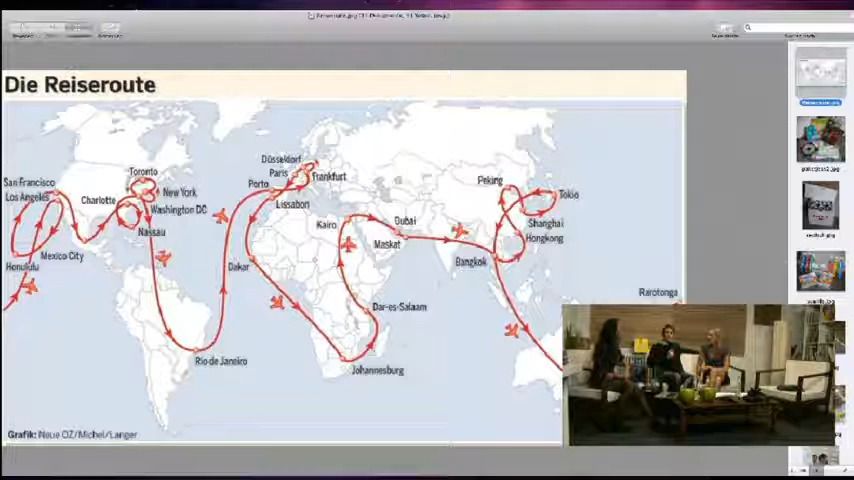 Die Reiseroute
Toronto
Düsseldorf
Paris
Frankfurt
San Francisco
Los Angeles
Charlotte
New York
Washington DC
Porto
Lissabon
Peking
Tokio
Shanghai
Hongkong
Nassau
Kairo
Dubai
Maskat
Mexico City
Honolulu
Dakar
Bangkok
Rarotonga
Dar-es-Salaam
Rio de Janeiro
Johannesburg
Grafik: Neue OZ/Michel/Langer